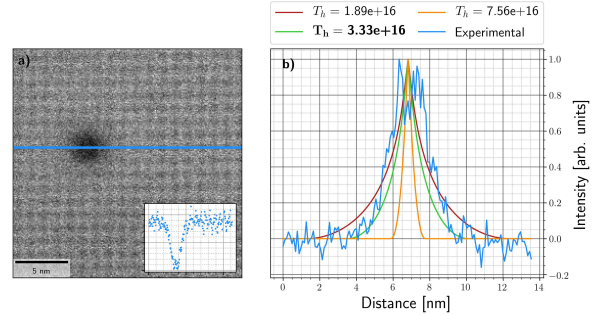 T_h = 1.89e+16
T_h = 7.56e+16
T_h = 3.33e+16
Experimental
a)
5 nm
b)
1.0
0.8
0.6
0.4
0.2
0.0
−0.2
Intensity [arb. units]
0 2 4 6 8 10 12 14
Distance [nm]